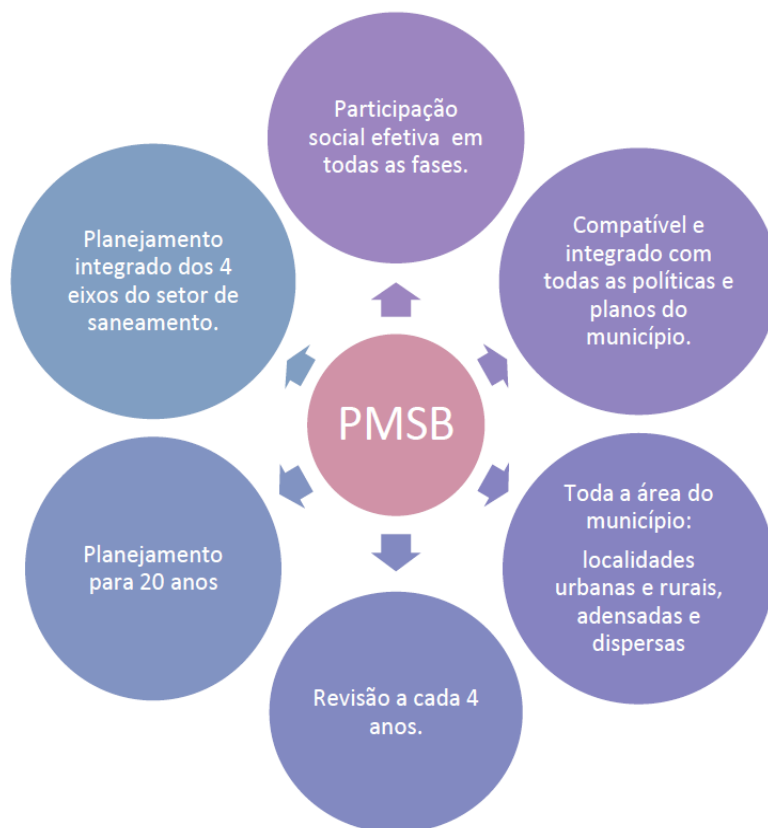 Participação
social efetiva em
todas as fases.
Compatível e
integrado com
todas as políticas e
planos do
município.
Toda a área do
município:
localidades
urbanas e rurais,
adensadas e
dispersas
Revisão a cada 4
anos.
Planejamento
para 20 anos
Planejamento
integrado dos 4
eixos do setor de
saneamento.
PMSB